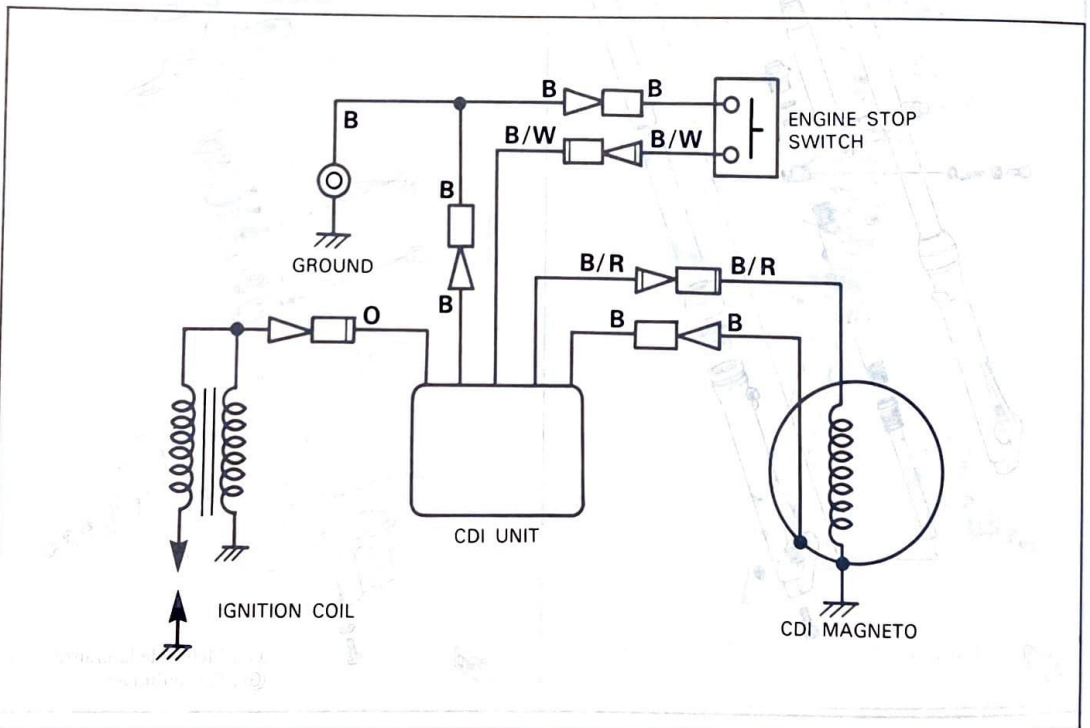 B B
B
ENGINE STOP
SWITCH
B/W B/W
B
GROUND
B/R B/R
B
O
B B
CDI UNIT
IGNITION COIL
CDI MAGNETO